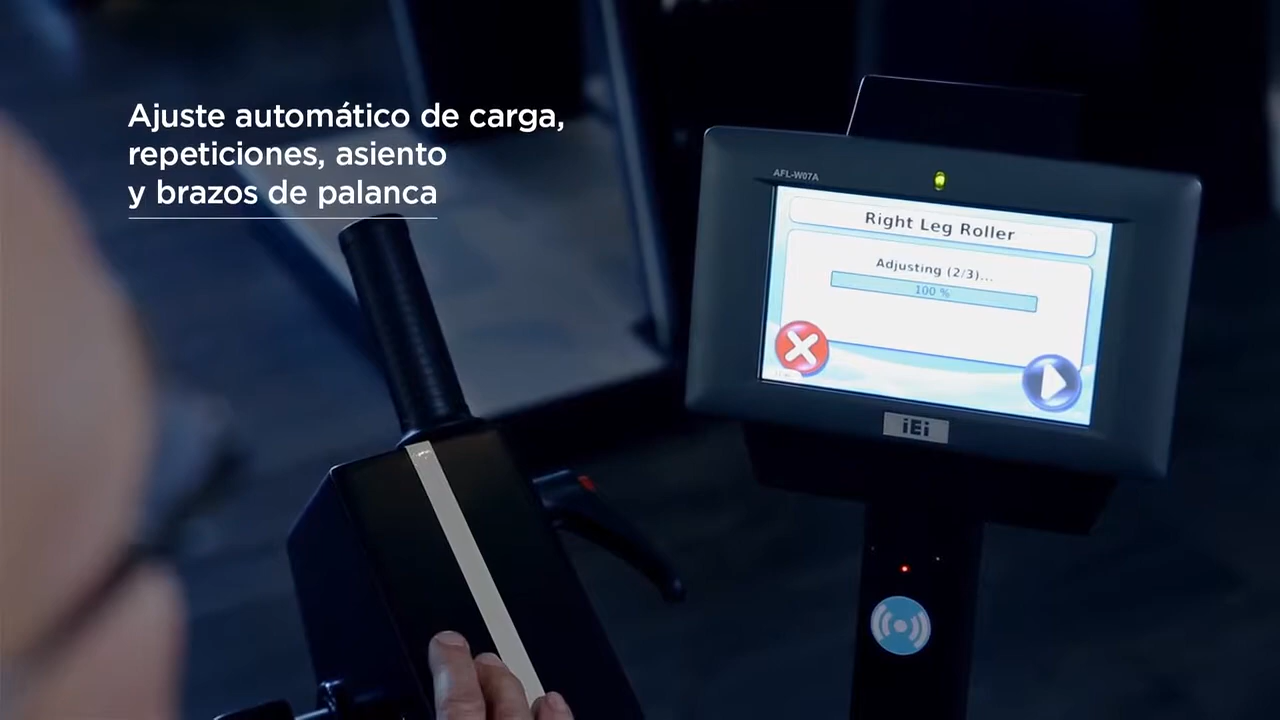 Ajuste automático de carga,
repeticiones, asiento
y brazos de palanca
AFL-W07A
Right Leg Roller
Adjusting (2/3)...
100 %
iEi